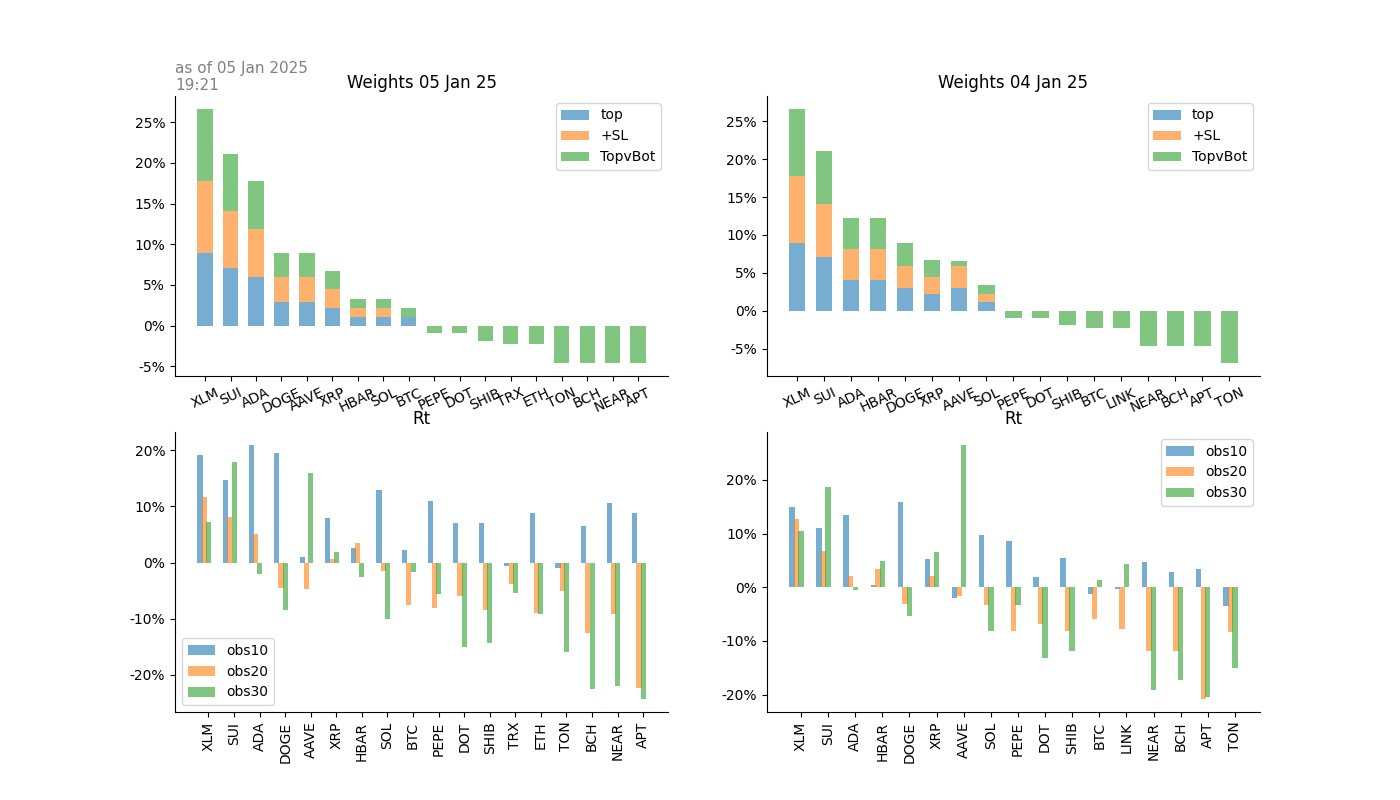 as of 05 Jan 2025
19:21
Weights 05 Jan 25
25%
20%
15%
10%
5%
0%
-5%
top
+SL
TopvBot
XLM SUI ADA DOGE AAVE XRP HBAR SOL BTC PEPE DOT SHIB TRX ETH TON BCH NEAR APT
Weights 04 Jan 25
25%
20%
15%
10%
5%
0%
-5%
top
+SL
TopvBot
XLM SUI ADA HBAR DOGE XRP AAVE SOL PEPE DOT SHIB BTC LINK NEAR BCH APT TON
Rt
20%
10%
0%
-10%
-20%
obs10
obs20
obs30
XLM SUI ADA DOGE AAVE XRP HBAR SOL BTC PEPE DOT SHIB TRX ETH TON BCH NEAR APT
Rt
20%
10%
0%
-10%
-20%
obs10
obs20
obs30
XLM SUI ADA HBAR DOGE XRP AAVE SOL PEPE DOT SHIB BTC LINK NEAR BCH APT TON